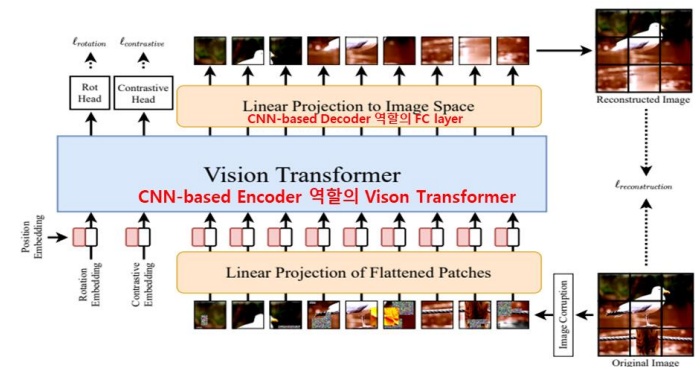 ℓrotation
ℓcontrastive
Rot
Head
Contrastive
Head
Linear Projection to Image Space
CNN-based Decoder 역할의 FC layer
Reconstructed Image
Vision Transformer
CNN-based Encoder 역할의 Vison Transformer
ℓreconstruction
Position
Embedding
Rotation
Embedding
Contrastive
Embedding
Linear Projection of Flattened Patches
Image Corruption
Original Image